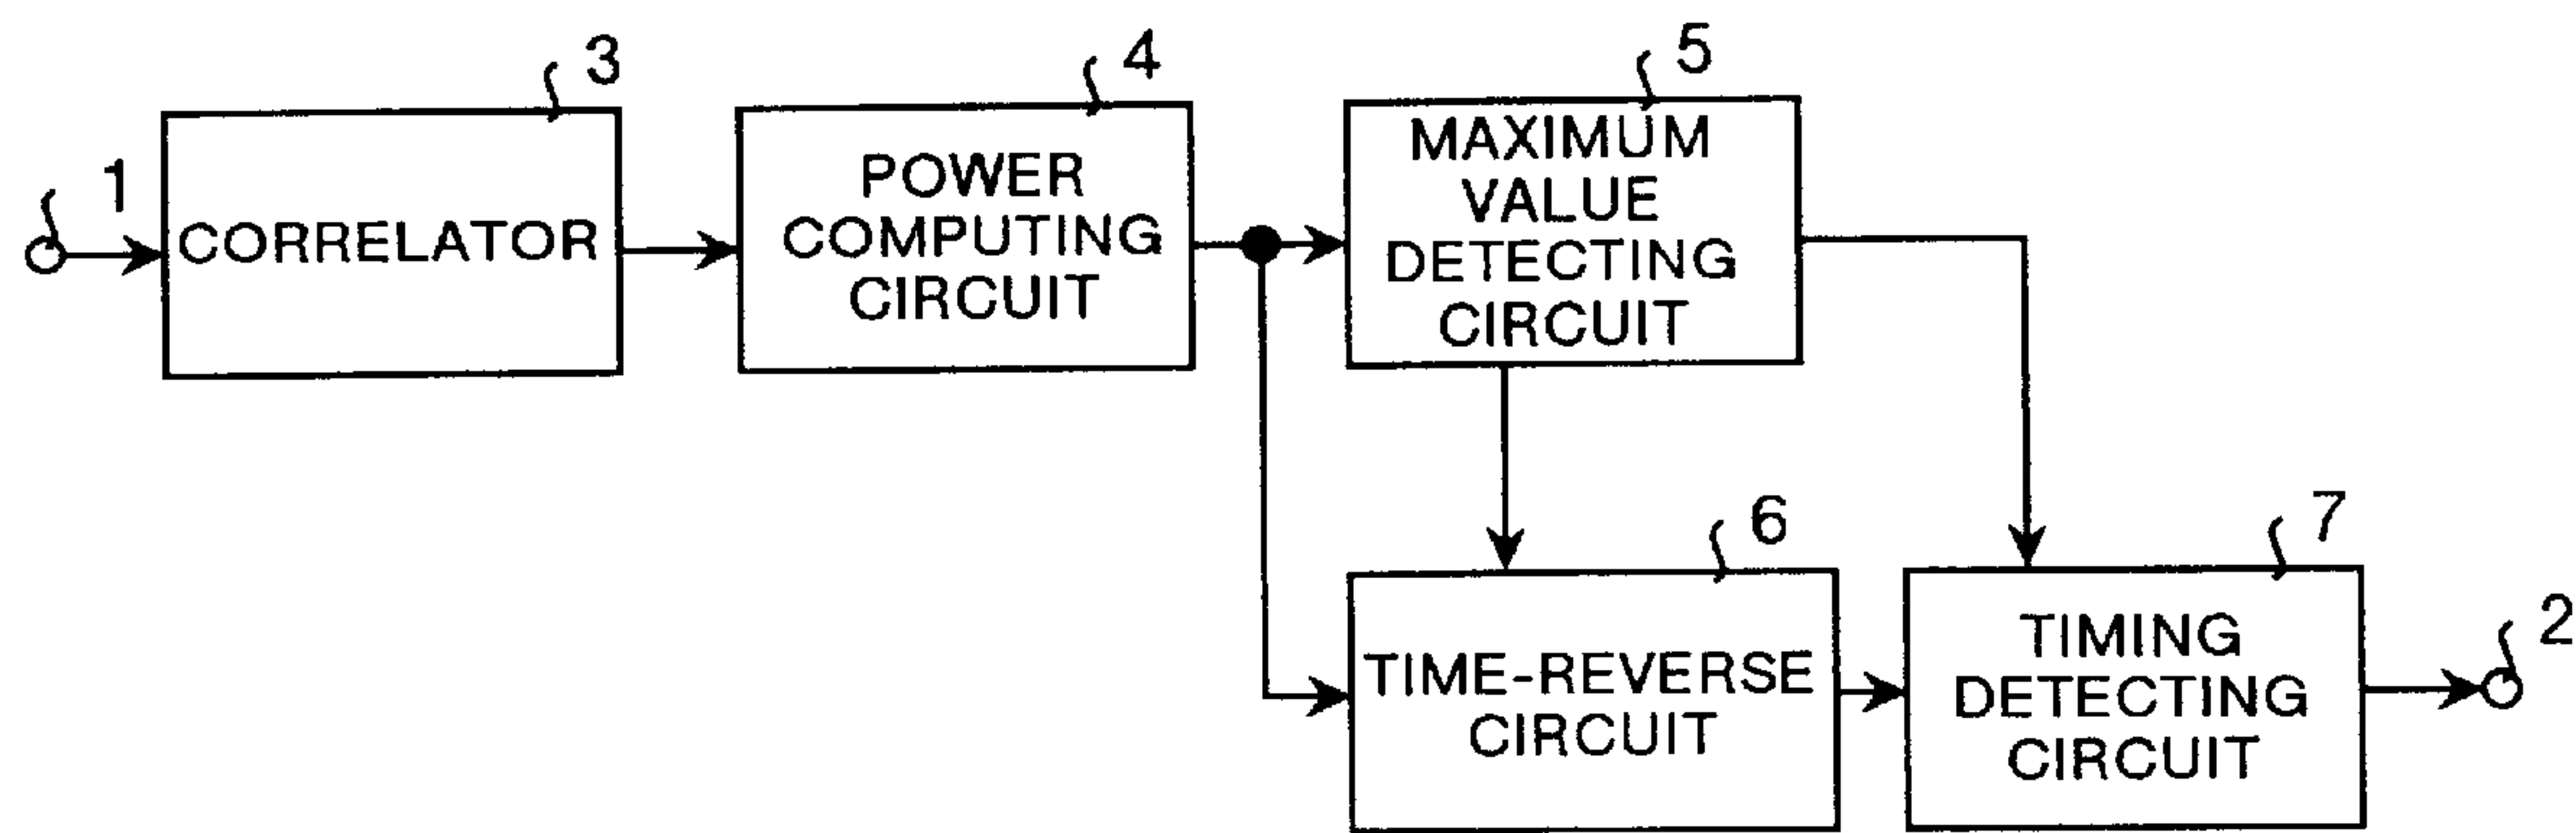 3
4
5
1
CORRELATOR
POWER
COMPUTING
CIRCUIT
MAXIMUM
VALUE
DETECTING
CIRCUIT
6
7
2
TIME-REVERSE
CIRCUIT
TIMING
DETECTING
CIRCUIT